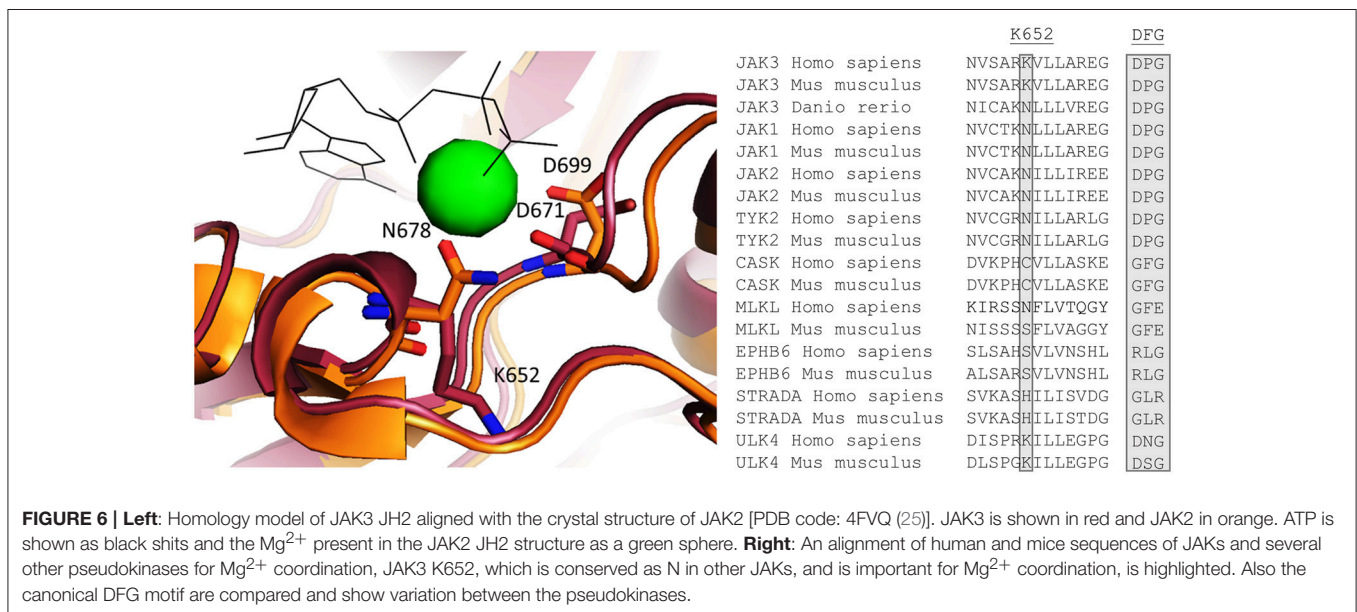 D699
D671
N678
K652
K652 DFG
JAK3 Homo sapiens NVSARKVLLAREG DPG
JAK3 Mus musculus NVSARKVLLAREG DPG
JAK3 Danio rerio NICAKNLLLVREG DPG
JAK1 Homo sapiens NVCTKNLLLAREG DPG
JAK1 Mus musculus NVCTKNLLLAREG DPG
JAK2 Homo sapiens NVCAKNILLIREE DPG
JAK2 Mus musculus NVCAKNILLIREE DPG
TYK2 Homo sapiens NVCGRNILLARLG DPG
TYK2 Mus musculus NVCGRNILLARLG DPG
CASK Homo sapiens DVKPHCVLLASKE GFG
CASK Mus musculus DVKPHCVLLASKE GFG
MLKL Homo sapiens KIRSSNFLVTQGY GFE
MLKL Mus musculus NISSSSFLVAGGY GFE
EPHB6 Homo sapiens SLSAHSVLVNSHL RLG
EPHB6 Mus musculus ALSARSVLVNSHL RLG
STRADA Homo sapiens SVKASHILISVDG GLR
STRADA Mus musculus SVKASHILISTDG GLR
ULK4 Homo sapiens DISPRKILLEGPG DNG
ULK4 Mus musculus DLSPGKILLEGPG DSG
FIGURE 6 | Left: Homology model of JAK3 JH2 aligned with the crystal structure of JAK2 [PDB code: 4FVQ (25)]. JAK3 is shown in red and JAK2 in orange. ATP is
shown as black shits and the Mg2+ present in the JAK2 JH2 structure as a green sphere. Right: An alignment of human and mice sequences of JAKs and several
other pseudokinases for Mg2+ coordination, JAK3 K652, which is conserved as N in other JAKs, and is important for Mg2+ coordination, is highlighted. Also the
canonical DFG motif are compared and show variation between the pseudokinases.